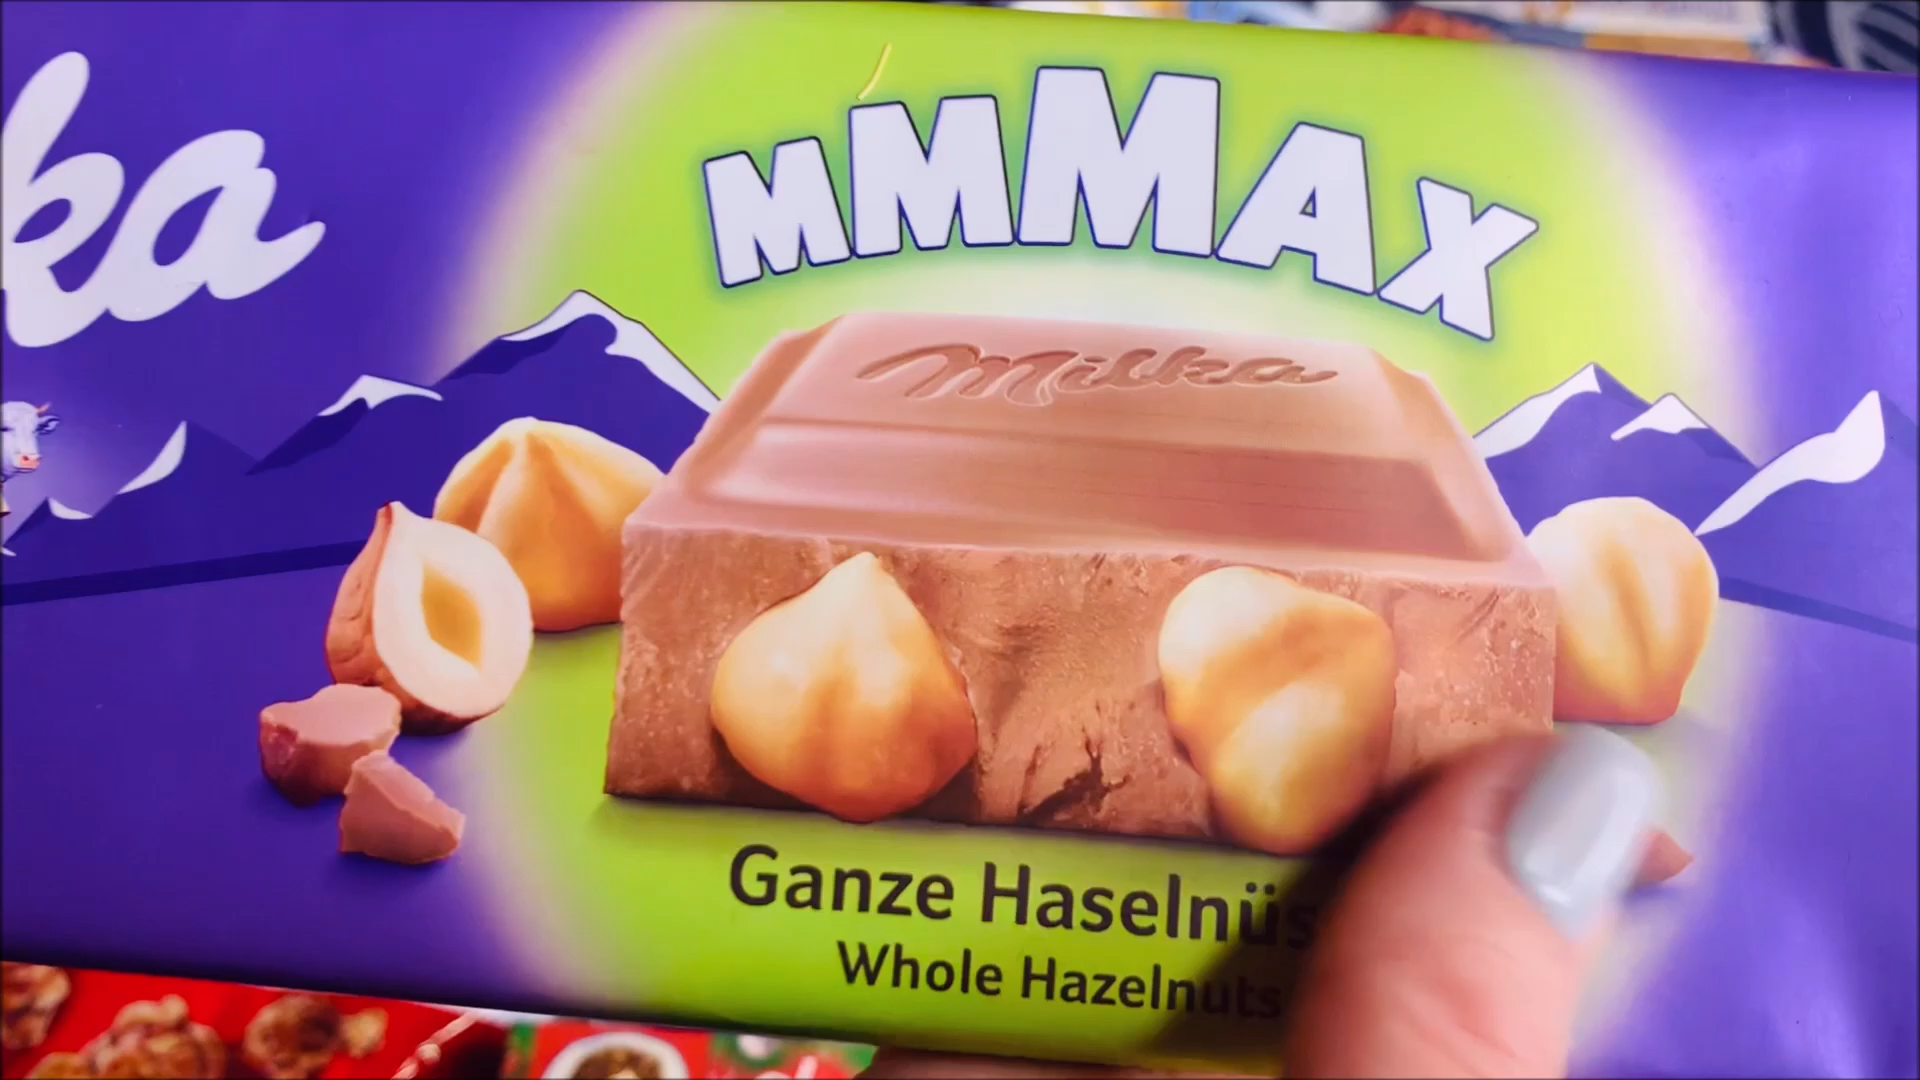 ka
MMMAX
Milka
Ganze Haselnüs
Whole Hazelnuts